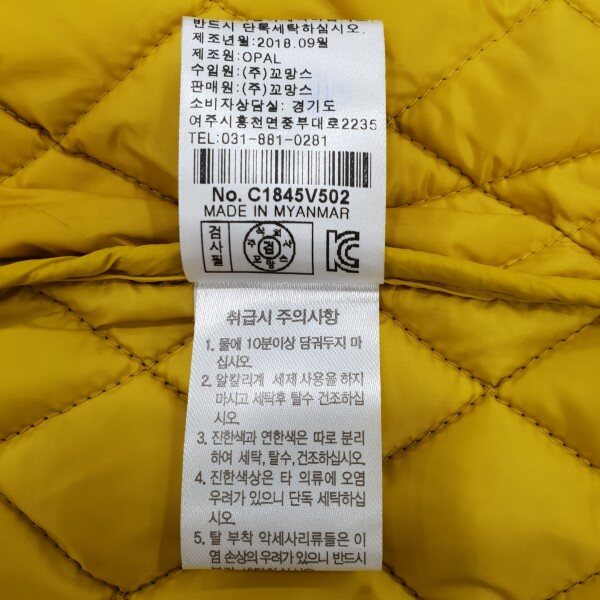 반드시 단독세탁하십시오.
제조년월:2018.09월
제조원:OPAL
수입원:(주)꼬망스
판매원:(주)꼬망스
소비자상담실: 경기도
여주시흥천면중부대로2235
TEL:031-881-0281
No. C1845V502
MADE IN MYANMAR
검사필
주식회사
검
꼬망스
KC
취급시 주의사항
1. 물에 10분이상 담궈두지 마
십시오.
2. 알칼리계 세제 사용을 하지
마시고 세탁후 탈수 건조하십
시오.
3. 진한색과 연한색은 따로 분리
하여 세탁, 탈수,건조하십시오.
4. 진한색상은 타 의류에 오염
우려가 있으니 단독 세탁하십
시오.
5. 탈 부착 악세사리류들은 이
염 손상의 우려가 있으니 반드시